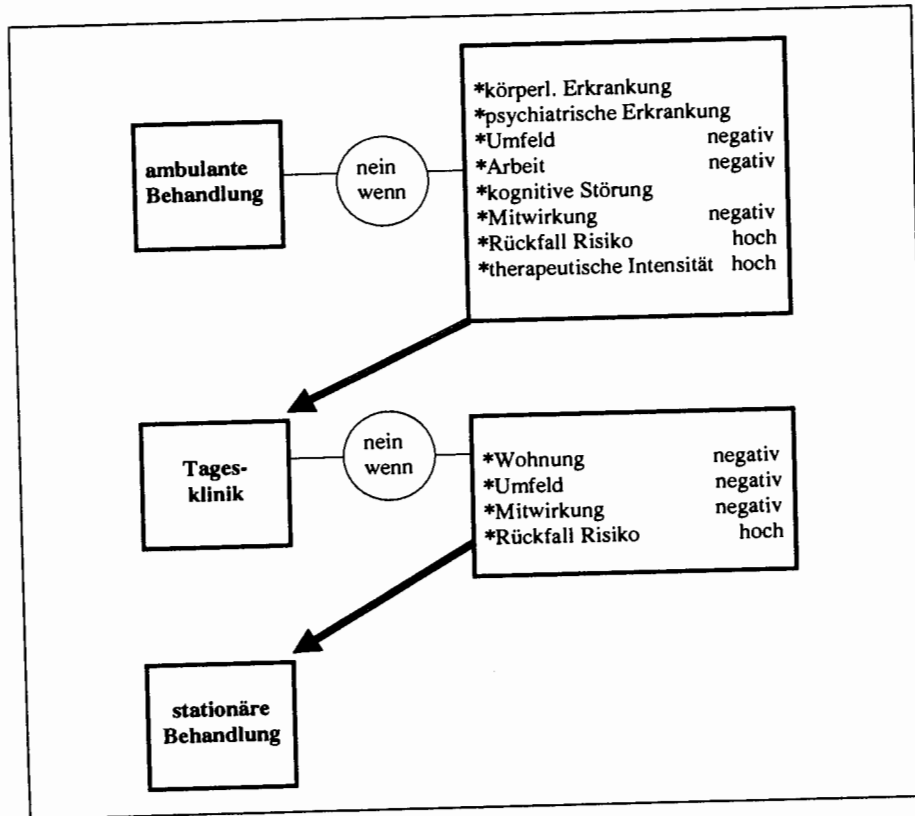 ambulante
Behandlung
nein
wenn
*körperl. Erkrankung
*psychiatrische Erkrankung
*Umfeld negativ
*Arbeit negativ
*kognitive Störung
*Mitwirkung negativ
*Rückfall Risiko hoch
*therapeutische Intensität hoch
Tages-
klinik
nein
wenn
*Wohnung negativ
*Umfeld negativ
*Mitwirkung negativ
*Rückfall Risiko hoch
stationäre
Behandlung